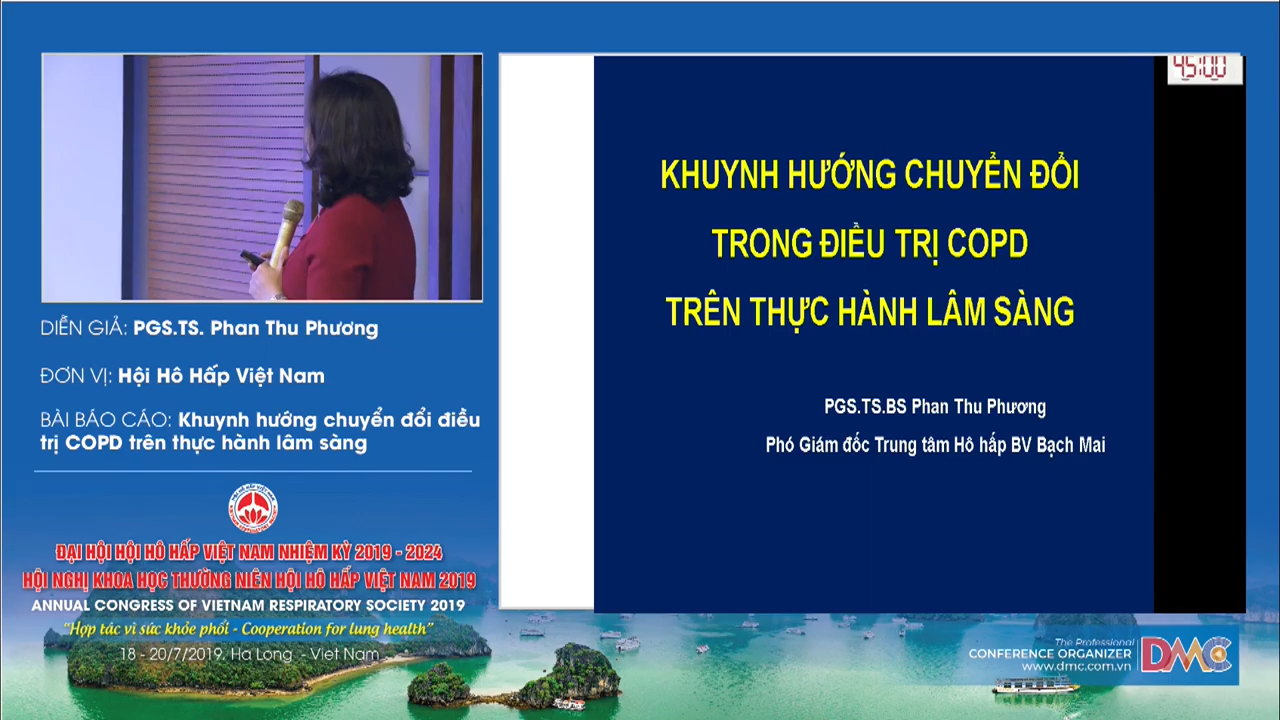 DIỄN GIẢ: PGS.TS. Phan Thu Phương
ĐƠN VỊ: Hội Hô Hấp Việt Nam
BÀI BÁO CÁO: Khuynh hướng chuyển đổi điều
trị COPD trên thực hành lâm sàng
ĐẠI HỘI HỘI HÔ HẤP VIỆT NAM NHIỆM KỲ 2019 - 2024
HỘI NGHỊ KHOA HỌC THƯỜNG NIÊN HỘI HÔ HẤP VIỆT NAM 2019
ANNUAL CONGRESS OF VIETNAM RESPIRATORY SOCIETY 2019
"Hợp tác vì sức khỏe phổi - Cooperation for lung health"
18 - 20/7/2019. Ha Long - Viet Nam
45:00
KHUYNH HƯỚNG CHUYỂN ĐỔI
TRONG ĐIỀU TRỊ COPD
TRÊN THỰC HÀNH LÂM SÀNG
PGS.TS.BS Phan Thu Phương
Phó Giám đốc Trung tâm Hô hấp BV Bạch Mai
The Professional
CONFERENCE ORGANIZER
www.dmc.com.vn
DMC